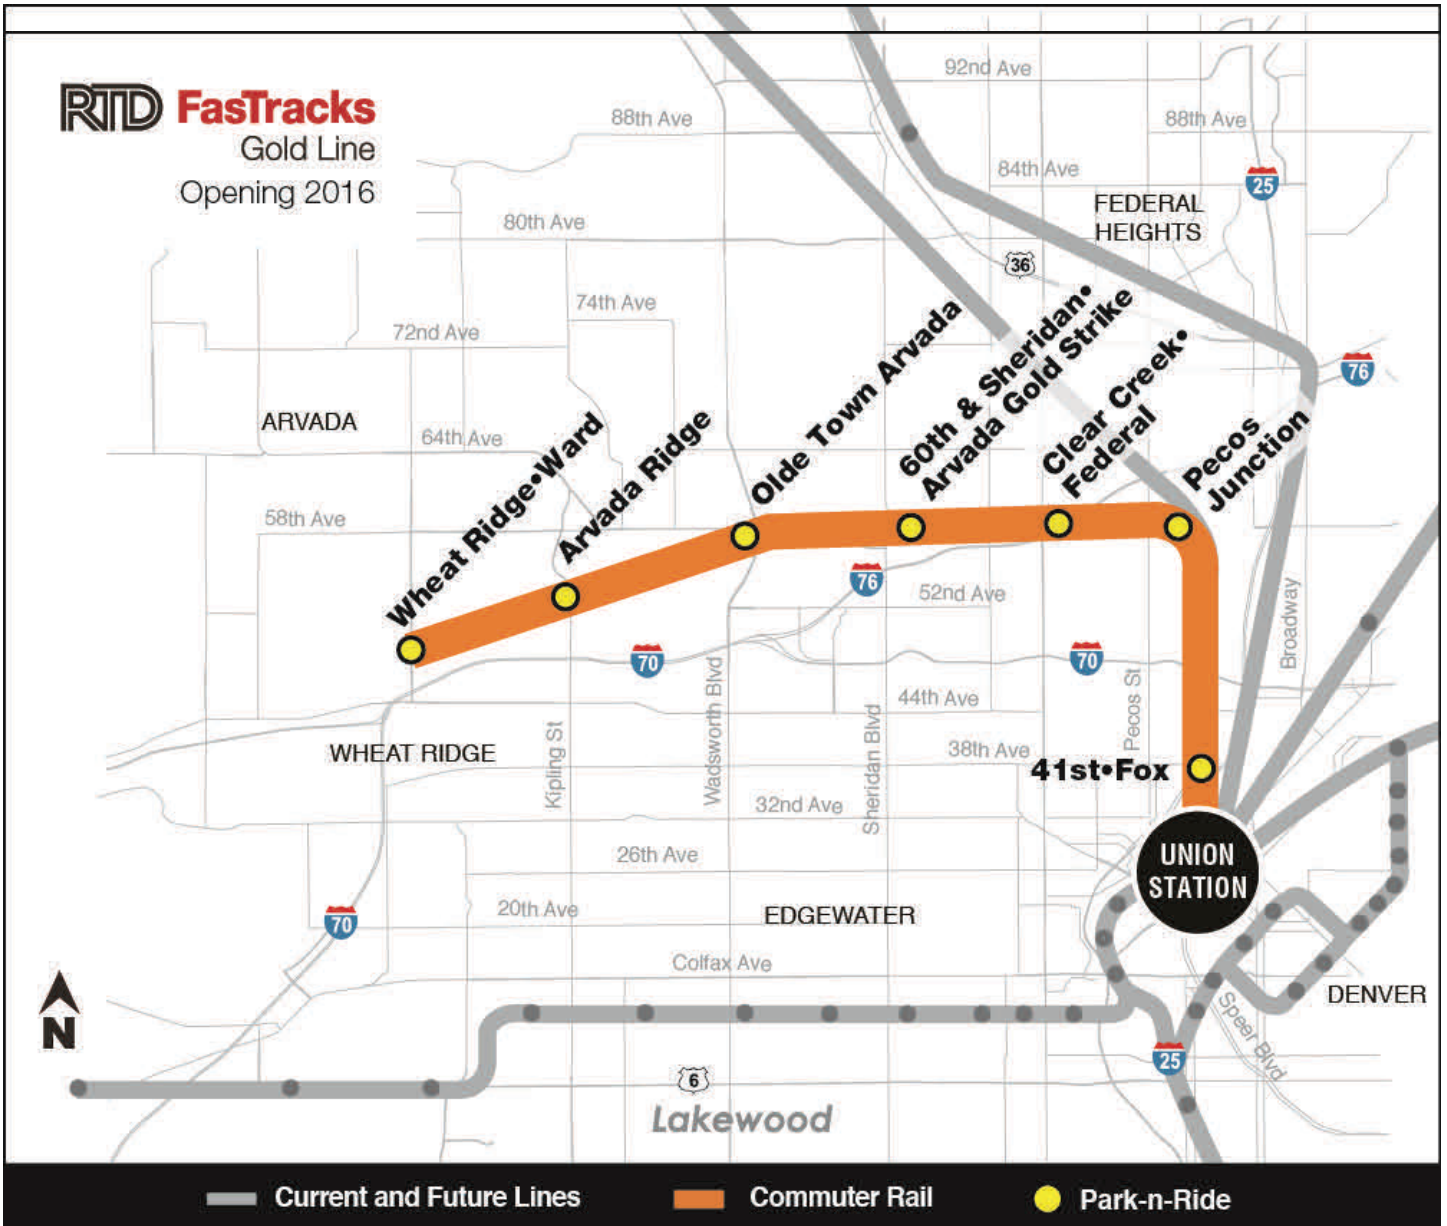 RTD FasTracks
Gold Line
Opening 2016
92nd Ave
88th Ave
88th Ave
84th Ave
25
FEDERAL
HEIGHTS
80th Ave
36
74th Ave
72nd Ave
76
ARVADA
64th Ave
58th Ave
Wheat Ridge•Ward
Arvada Ridge
Olde Town Arvada
60th & Sheridan•
Arvada Gold Strike
Clear Creek•
Federal
Pecos
Junction
76
52nd Ave
Broadway
70
70
Wadsworth Blvd
Pecos St
44th Ave
Sheridan Blvd
Kipling St
WHEAT RIDGE
38th Ave
41st•Fox
32nd Ave
26th Ave
UNION
STATION
20th Ave
EDGEWATER
70
Colfax Ave
N
DENVER
Speer Blvd
25
6
Lakewood
Current and Future Lines
Commuter Rail
Park-n-Ride